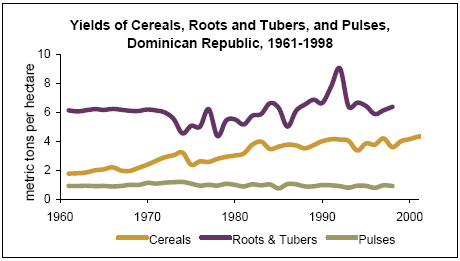 Yields of Cereals, Roots and Tubers, and Pulses,
Dominican Republic, 1961-1998
metric tons per hectare
10
8
6
4
2
0
1960 1970 1980 1990 2000
Cereals Roots & Tubers Pulses